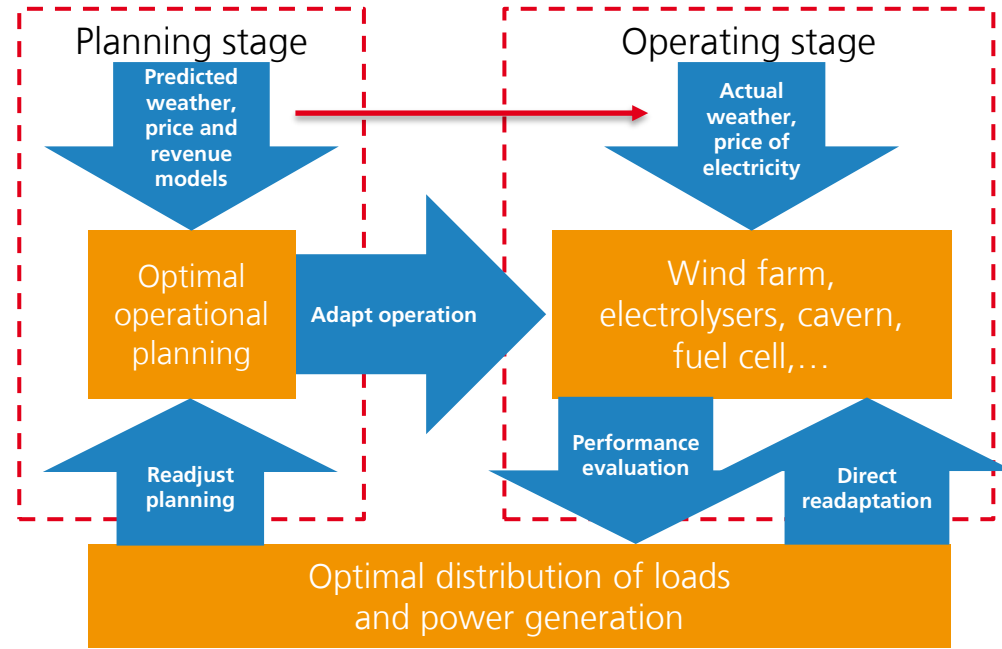 Planning stage
Predicted
weather,
price and
revenue
models
Operating stage
Actual
weather,
price of
electricity
Optimal
operational
planning
Adapt operation
Wind farm,
electrolysers, cavern,
fuel cell,...
Readjust
planning
Performance
evaluation
Direct
readaptation
Optimal distribution of loads
and power generation